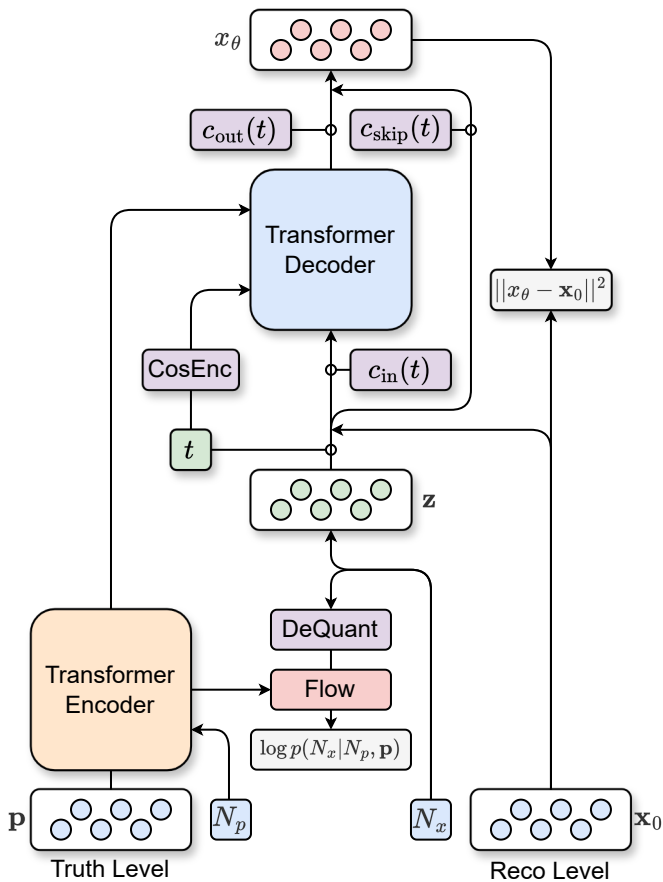 x_θ
c_out(t)
c_skip(t)
Transformer
Decoder
||x_θ − x_0||²
CosEnc
c_in(t)
t
z
DeQuant
Transformer
Encoder
Flow
log p(N_x|N_p, p)
p
N_p
N_x
x_0
Truth Level
Reco Level